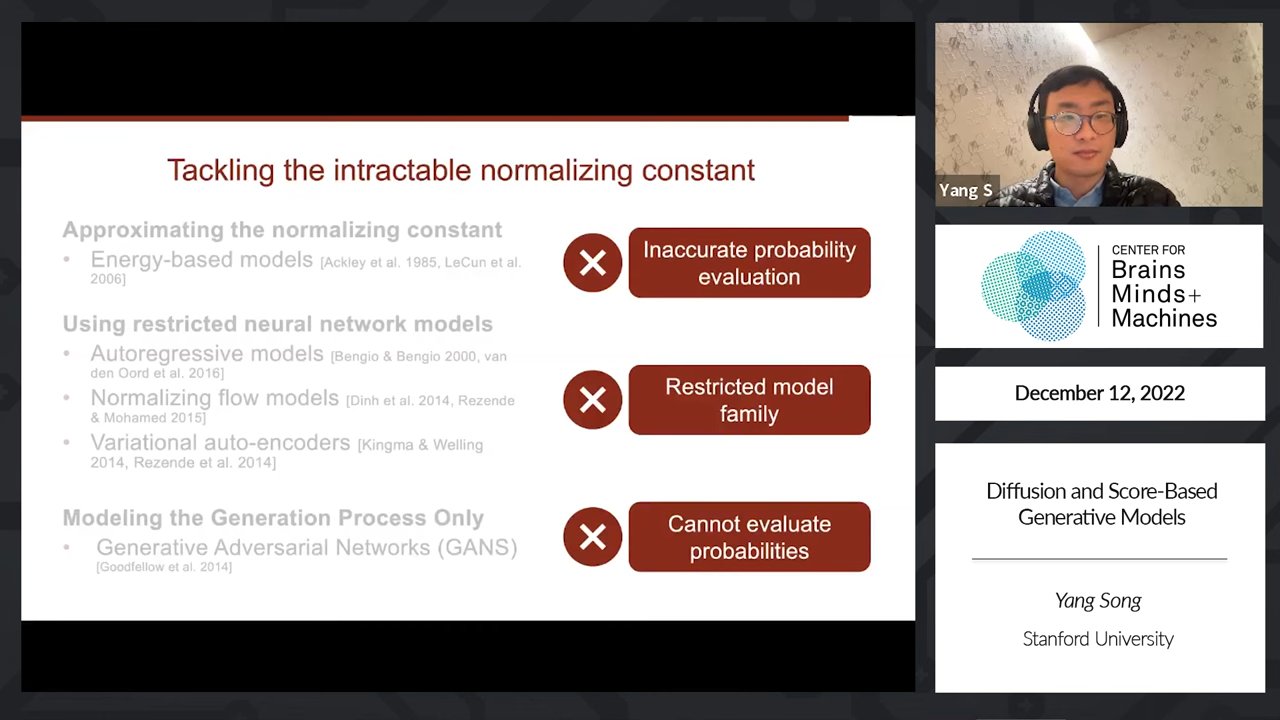 Tackling the intractable normalizing constant
Approximating the normalizing constant
• Energy-based models [Ackley et al. 1985, LeCun et al.
2006]
Inaccurate probability
evaluation
Using restricted neural network models
• Autoregressive models [Bengio & Bengio 2000, van
den Oord et al. 2016]
• Normalizing flow models [Dinh et al. 2014, Rezende
& Mohamed 2015]
• Variational auto-encoders [Kingma & Welling
2014, Rezende et al. 2014]
Restricted model
family
Modeling the Generation Process Only
• Generative Adversarial Networks (GANS)
[Goodfellow et al. 2014]
Cannot evaluate
probabilities
Yang S
CENTER FOR
Brains
Minds+
Machines
December 12, 2022
Diffusion and Score-Based
Generative Models
Yang Song
Stanford University